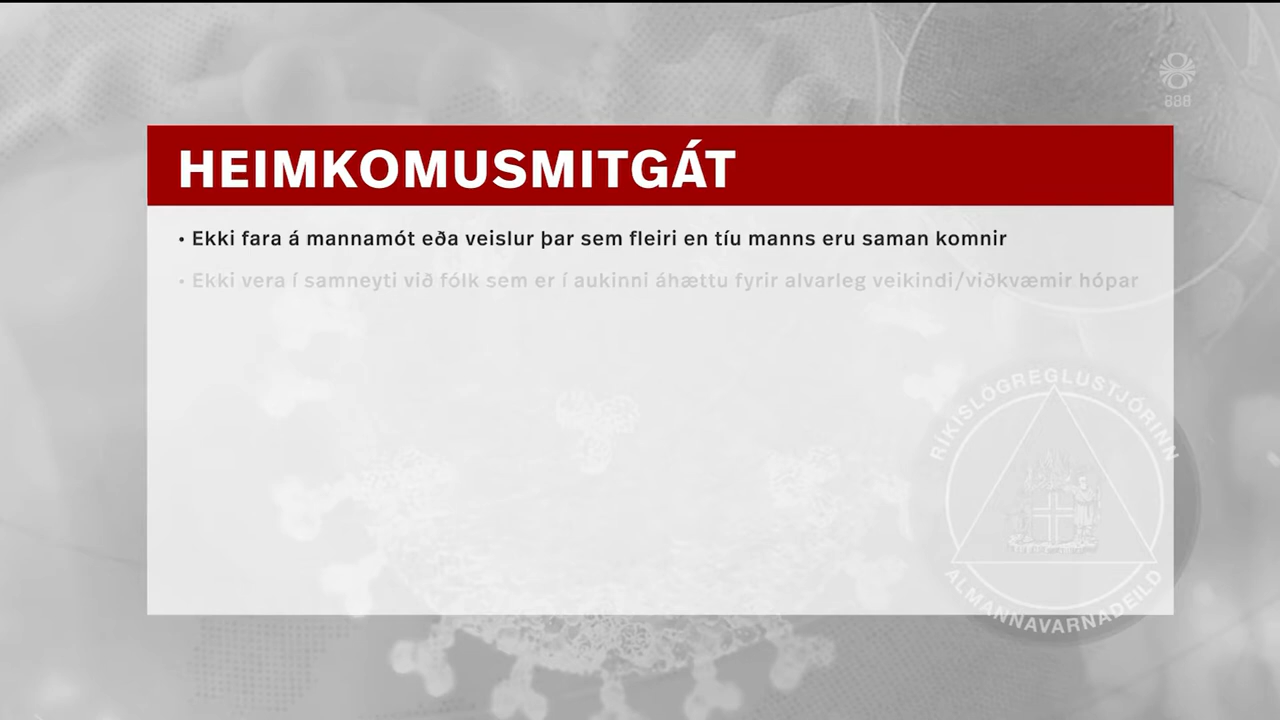 888
HEIMKOMUSMITGÁT
• Ekki fara á mannamót eða veislur þar sem fleiri en tíu manns eru saman komnir
• Ekki vera í samneyti við fólk sem er í aukinni áhættu fyrir alvarleg veikindi/viðkvæmir hópar
RÍKISLÖGREGLUSTJÓRINN
ALMANNAVARNADEILD